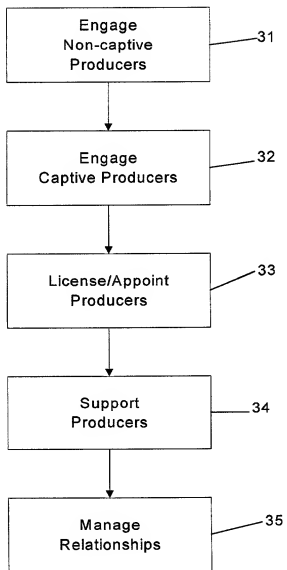 Engage
Non-captive
Producers
31
Engage
Captive Producers
32
License/Appoint
Producers
33
Support
Producers
34
Manage
Relationships
35